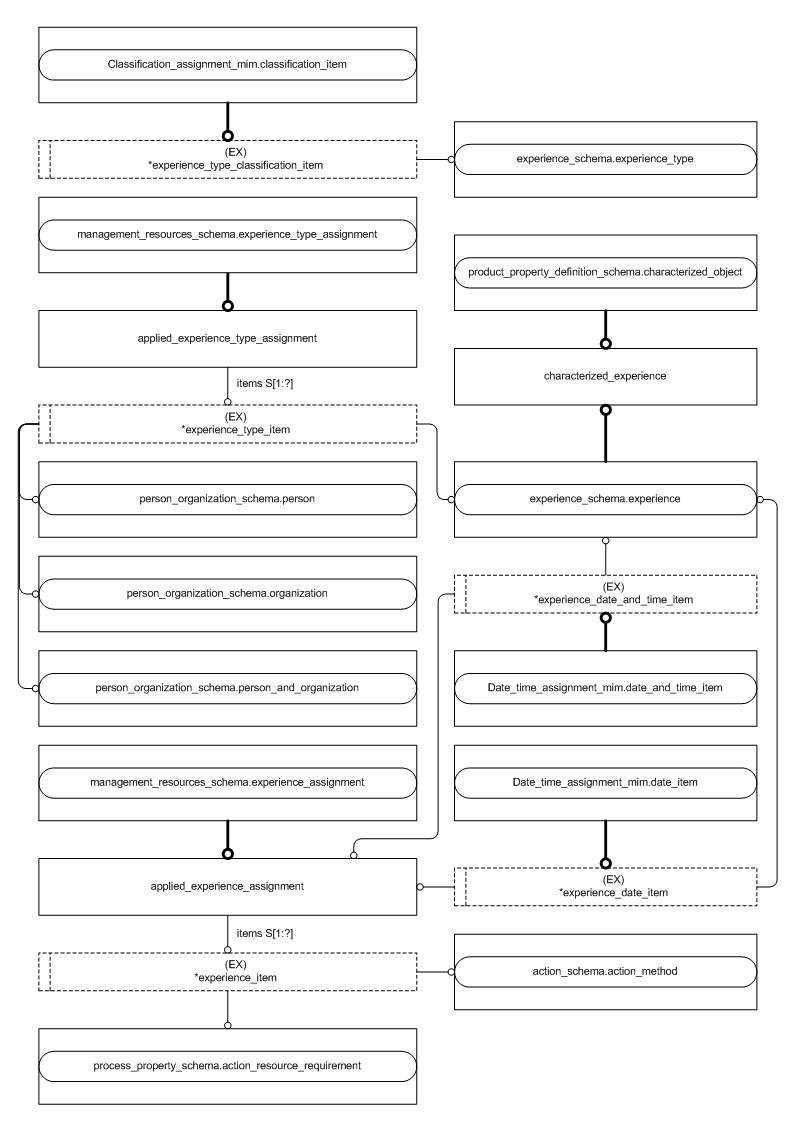 Classification_assignment_mim.classification_item
(EX)
*experience_type_classification_item
experience_schema.experience_type
management_resources_schema.experience_type_assignment
product_property_definition_schema.characterized_object
applied_experience_type_assignment
characterized_experience
items S[1:?]
(EX)
*experience_type_item
person_organization_schema.person
experience_schema.experience
person_organization_schema.organization
(EX)
*experience_date_and_time_item
person_organization_schema.person_and_organization
Date_time_assignment_mim.date_and_time_item
management_resources_schema.experience_assignment
Date_time_assignment_mim.date_item
applied_experience_assignment
(EX)
*experience_date_item
items S[1:?]
(EX)
*experience_item
action_schema.action_method
process_property_schema.action_resource_requirement